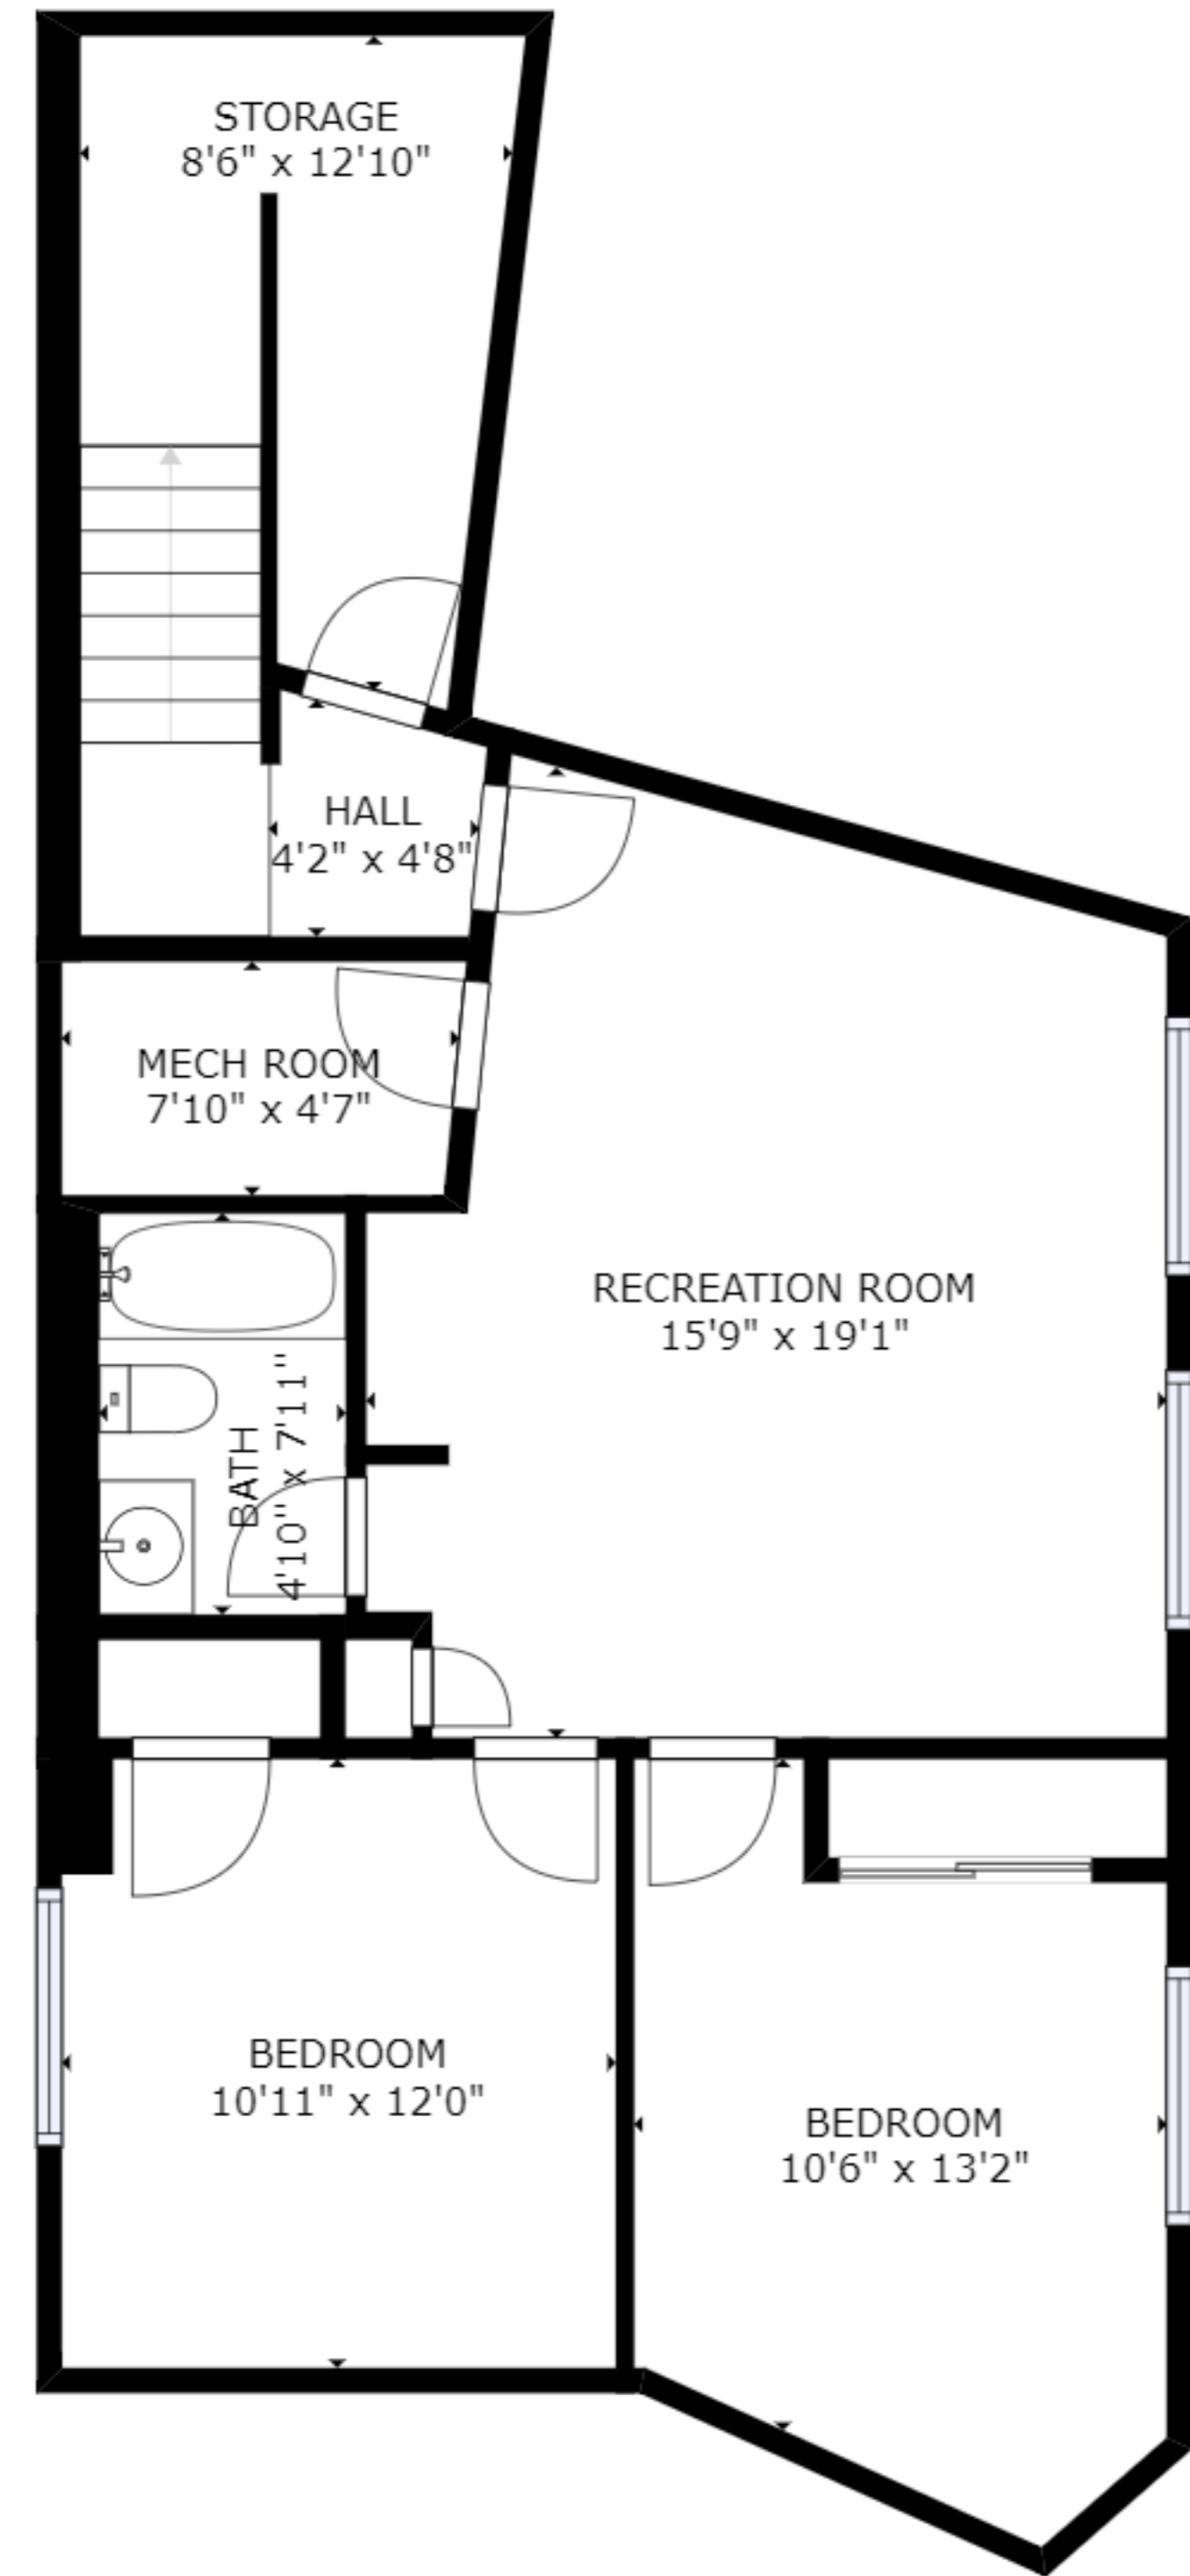 STORAGE
8'6" x 12'10"
HALL
4'2" x 4'8"
MECH ROOM
7'10" x 4'7"
RECREATION ROOM
15'9" x 19'1"
BATH
4'10" x 7'11"
BEDROOM
10'11" x 12'0"
BEDROOM
10'6" x 13'2"